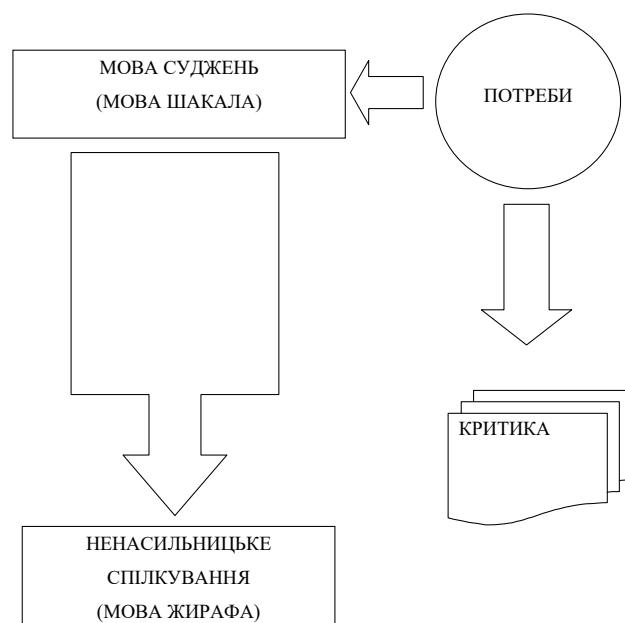 МОВА СУДЖЕНЬ
(МОВА ШАКАЛА)
ПОТРЕБИ
КРИТИКА
НЕНАСИЛЬНИЦЬКЕ
СПІЛКУВАННЯ
(МОВА ЖИРАФА)